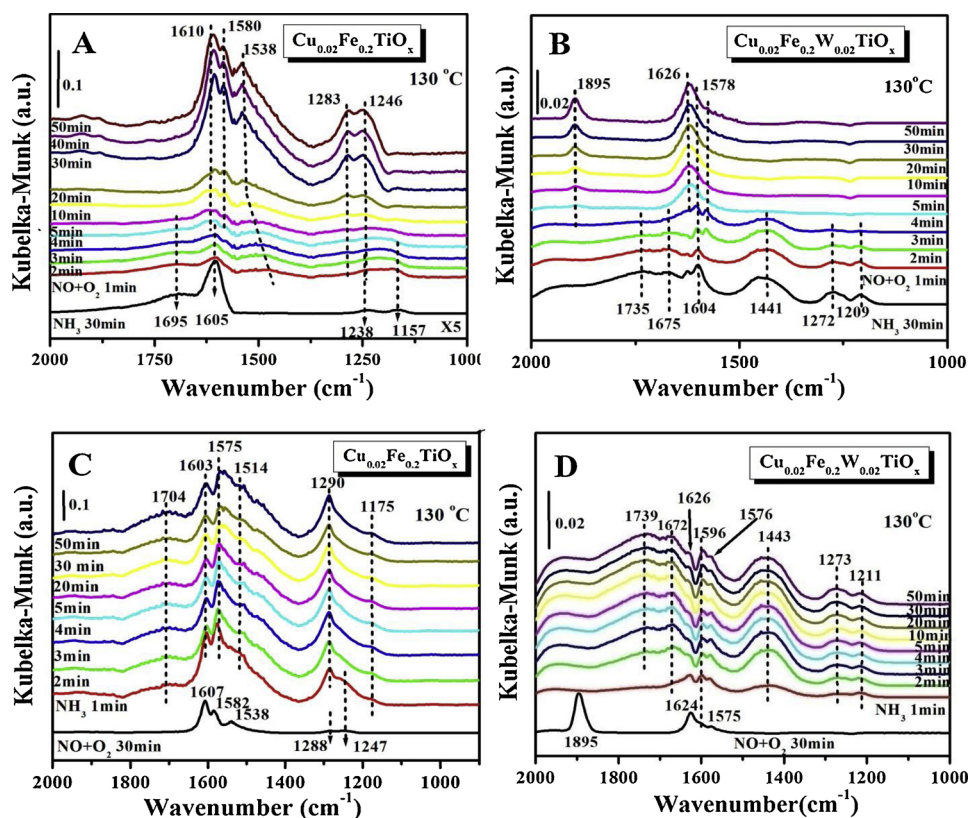 A
Cu0.02Fe0.2TiOx
130 °C
0.1
1610
1580
1538
1283
1246
50min
40min
30min
20min
10min
5min
4min
3min
2min
NO+O2 1min
NH3 30min
X5
1695
1605
1238
1157
2000
1750
1500
1250
1000
Wavenumber (cm-1)
Kubelka-Munk (a.u.)
B
Cu0.02Fe0.2W0.02TiOx
130°C
0.02
1895
1626
1578
50min
30min
20min
10min
5min
4min
3min
2min
NO+O2 1min
NH3 30min
1735
1675
1604
1441
1272
1209
2000
1500
1000
Wavenumber (cm-1)
Kubelka-Munk (a.u.)
C
Cu0.02Fe0.2TiOx
130 °C
0.1
1704
1603
1575
1514
1290
1175
50min
30 min
20min
5min
4min
3min
2min
NH3 1min
1607
1582
1538
1288
1247
NO+O2 30min
2000
1800
1600
1400
1200
1000
Wavenumber (cm-1)
Kubelka-Munk (a.u.)
D
Cu0.02Fe0.2W0.02TiOx
130°C
0.02
1739
1672
1626
1596
1576
1443
1273
1211
50min
30min
20min
10min
5min
4min
3min
2min
NH3 1min
1895
1624
1575
NO+O2 30min
2000
1800
1600
1400
1200
1000
Wavenumber(cm-1)
Kubelka-Munk (a.u.)